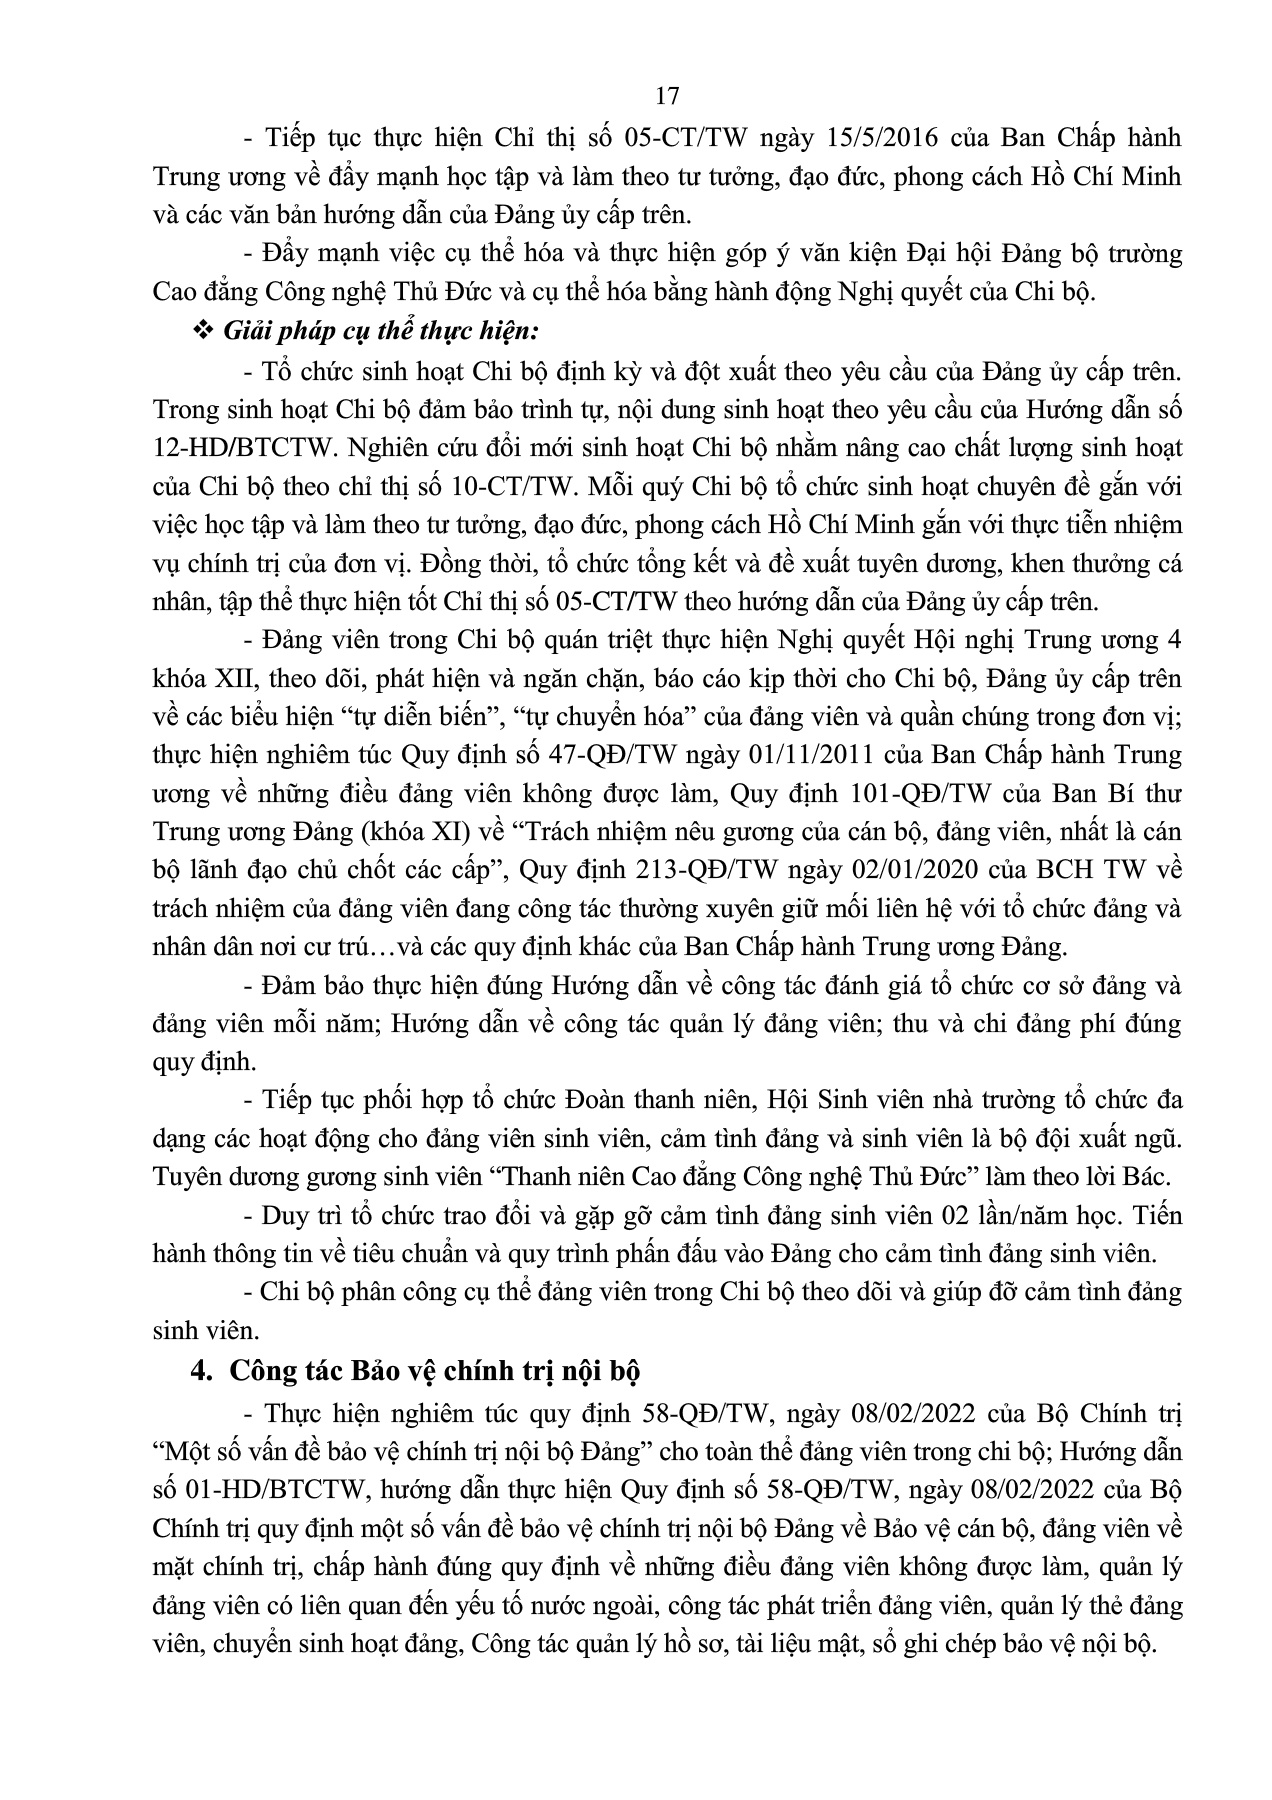 17
- Tiếp tục thực hiện Chỉ thị số 05-CT/TW ngày 15/5/2016 của Ban Chấp hành
Trung ương về đẩy mạnh học tập và làm theo tư tưởng, đạo đức, phong cách Hồ Chí Minh
và các văn bản hướng dẫn của Đảng ủy cấp trên.
- Đẩy mạnh việc cụ thể hóa và thực hiện góp ý văn kiện Đại hội Đảng bộ trường
Cao đẳng Công nghệ Thủ Đức và cụ thể hóa bằng hành động Nghị quyết của Chi bộ.
❖ Giải pháp cụ thể thực hiện:
- Tổ chức sinh hoạt Chi bộ định kỳ và đột xuất theo yêu cầu của Đảng ủy cấp trên.
Trong sinh hoạt Chi bộ đảm bảo trình tự, nội dung sinh hoạt theo yêu cầu của Hướng dẫn số
12-HD/BTCTW. Nghiên cứu đổi mới sinh hoạt Chi bộ nhằm nâng cao chất lượng sinh hoạt
của Chi bộ theo chỉ thị số 10-CT/TW. Mỗi quý Chi bộ tổ chức sinh hoạt chuyên đề gắn với
việc học tập và làm theo tư tưởng, đạo đức, phong cách Hồ Chí Minh gắn với thực tiễn nhiệm
vụ chính trị của đơn vị. Đồng thời, tổ chức tổng kết và đề xuất tuyên dương, khen thưởng cá
nhân, tập thể thực hiện tốt Chỉ thị số 05-CT/TW theo hướng dẫn của Đảng ủy cấp trên.
- Đảng viên trong Chi bộ quán triệt thực hiện Nghị quyết Hội nghị Trung ương 4
khóa XII, theo dõi, phát hiện và ngăn chặn, báo cáo kịp thời cho Chi bộ, Đảng ủy cấp trên
về các biểu hiện “tự diễn biến”, “tự chuyển hóa” của đảng viên và quần chúng trong đơn vị;
thực hiện nghiêm túc Quy định số 47-QĐ/TW ngày 01/11/2011 của Ban Chấp hành Trung
ương về những điều đảng viên không được làm, Quy định 101-QĐ/TW của Ban Bí thư
Trung ương Đảng (khóa XI) về “Trách nhiệm nêu gương của cán bộ, đảng viên, nhất là cán
bộ lãnh đạo chủ chốt các cấp”, Quy định 213-QĐ/TW ngày 02/01/2020 của BCH TW về
trách nhiệm của đảng viên đang công tác thường xuyên giữ mối liên hệ với tổ chức đảng và
nhân dân nơi cư trú…và các quy định khác của Ban Chấp hành Trung ương Đảng.
- Đảm bảo thực hiện đúng Hướng dẫn về công tác đánh giá tổ chức cơ sở đảng và
đảng viên mỗi năm; Hướng dẫn về công tác quản lý đảng viên; thu và chi đảng phí đúng
quy định.
- Tiếp tục phối hợp tổ chức Đoàn thanh niên, Hội Sinh viên nhà trường tổ chức đa
dạng các hoạt động cho đảng viên sinh viên, cảm tình đảng và sinh viên là bộ đội xuất ngũ.
Tuyên dương gương sinh viên “Thanh niên Cao đẳng Công nghệ Thủ Đức” làm theo lời Bác.
- Duy trì tổ chức trao đổi và gặp gỡ cảm tình đảng sinh viên 02 lần/năm học. Tiến
hành thông tin về tiêu chuẩn và quy trình phấn đấu vào Đảng cho cảm tình đảng sinh viên.
- Chi bộ phân công cụ thể đảng viên trong Chi bộ theo dõi và giúp đỡ cảm tình đảng
sinh viên.
4. Công tác Bảo vệ chính trị nội bộ
- Thực hiện nghiêm túc quy định 58-QĐ/TW, ngày 08/02/2022 của Bộ Chính trị
“Một số vấn đề bảo vệ chính trị nội bộ Đảng” cho toàn thể đảng viên trong chi bộ; Hướng dẫn
số 01-HD/BTCTW, hướng dẫn thực hiện Quy định số 58-QĐ/TW, ngày 08/02/2022 của Bộ
Chính trị quy định một số vấn đề bảo vệ chính trị nội bộ Đảng về Bảo vệ cán bộ, đảng viên về
mặt chính trị, chấp hành đúng quy định về những điều đảng viên không được làm, quản lý
đảng viên có liên quan đến yếu tố nước ngoài, công tác phát triển đảng viên, quản lý thẻ đảng
viên, chuyển sinh hoạt đảng, Công tác quản lý hồ sơ, tài liệu mật, sổ ghi chép bảo vệ nội bộ.